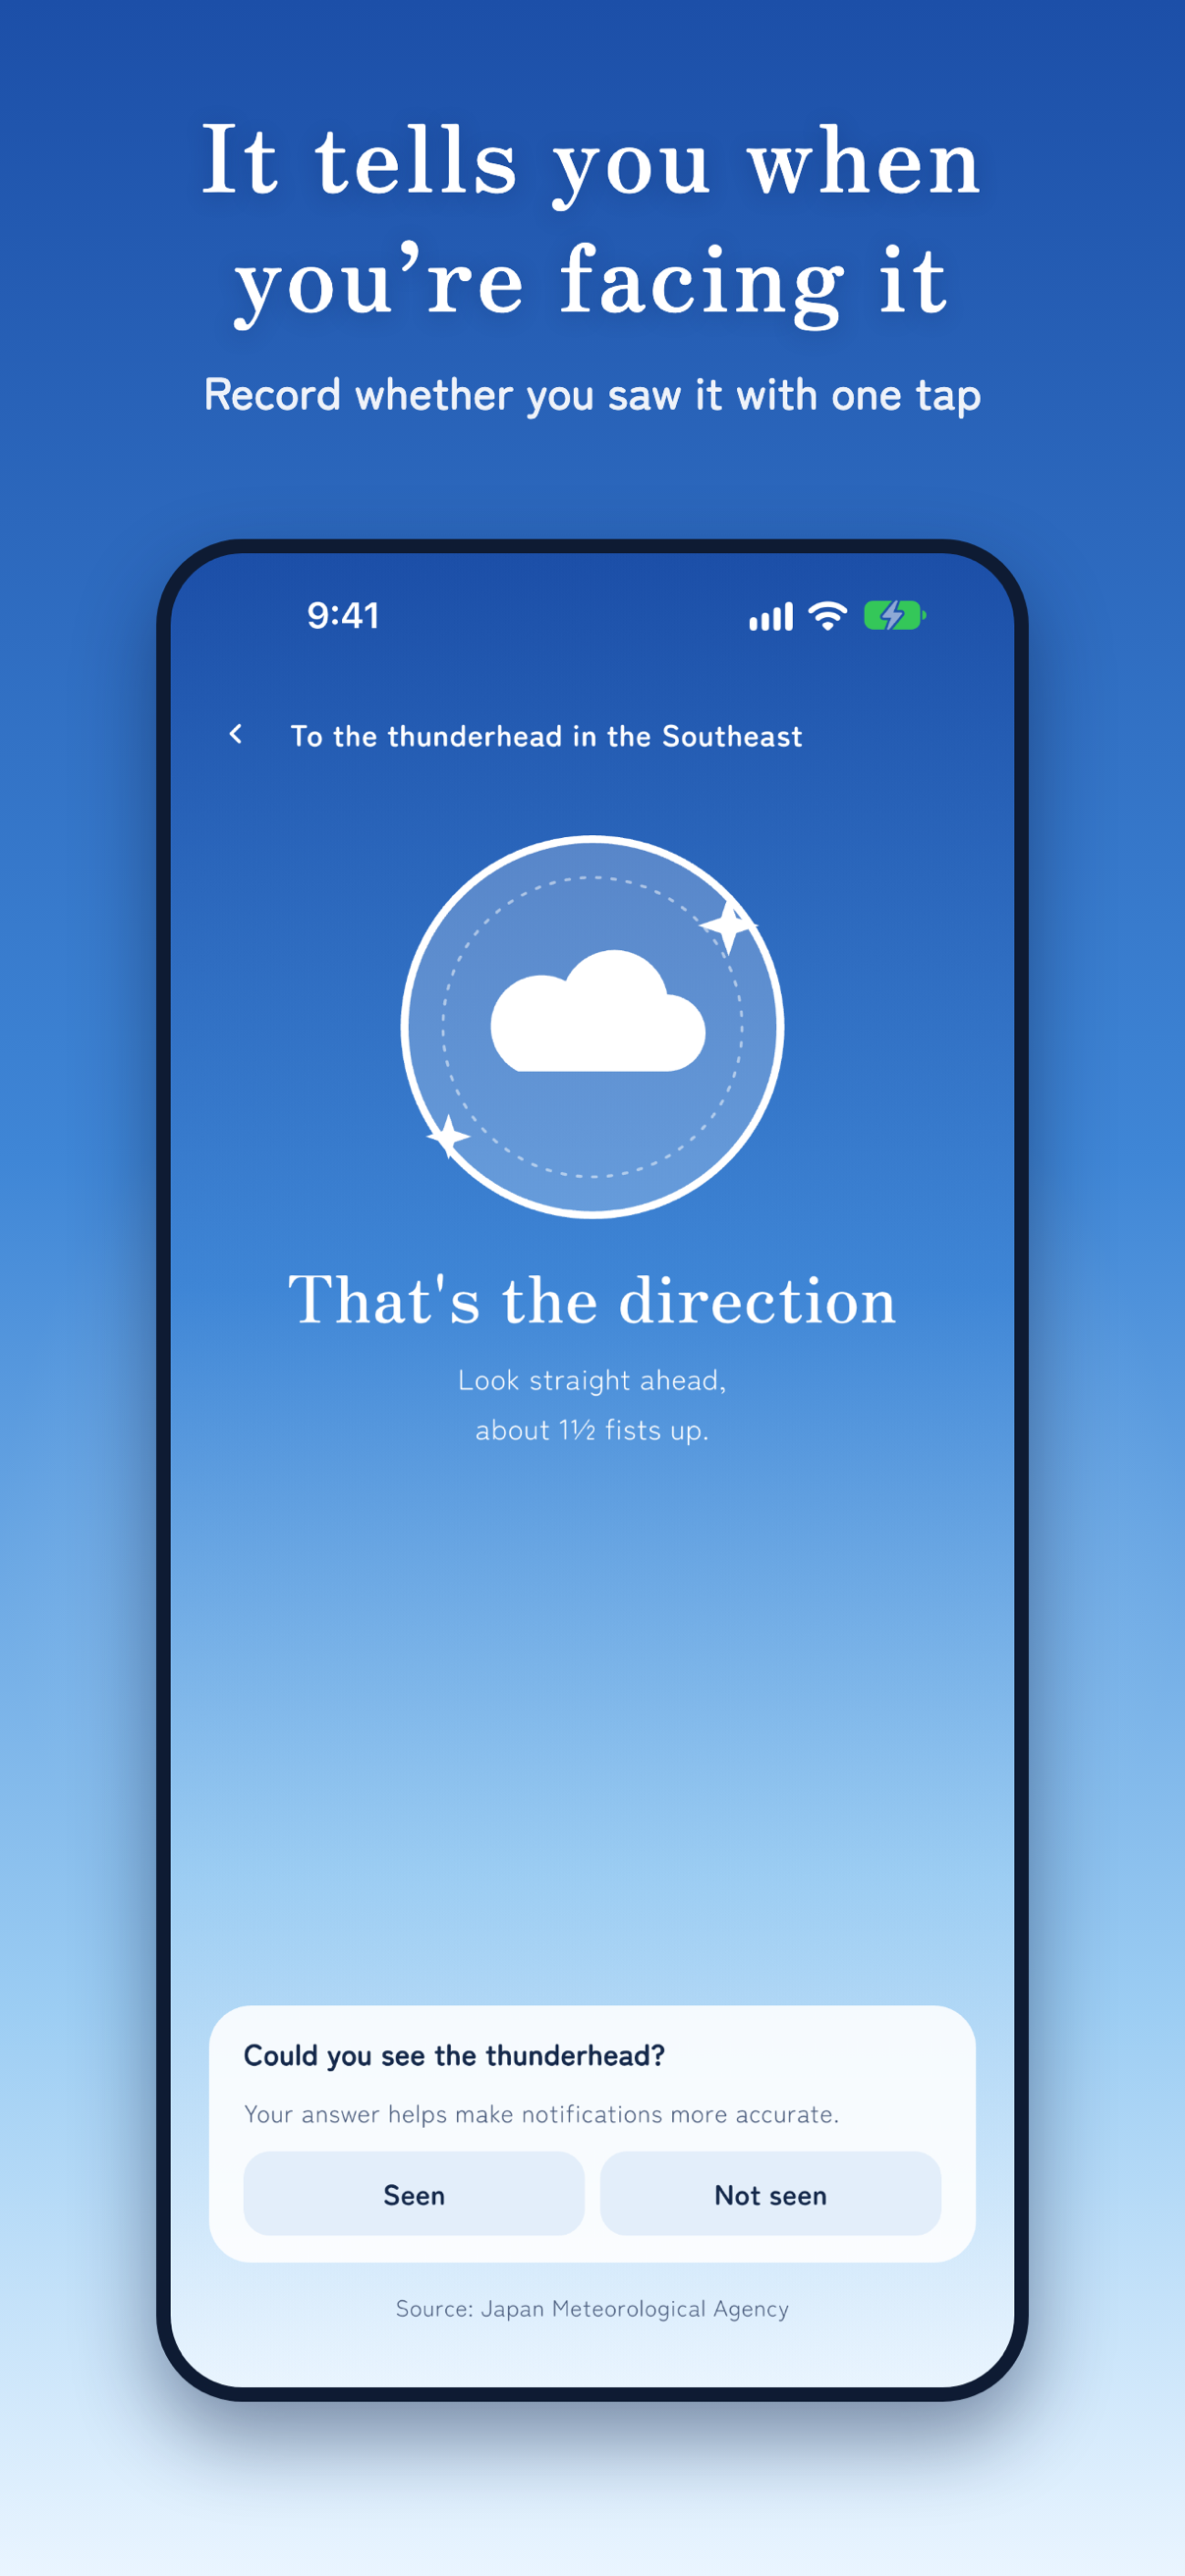 It tells you when
you’re facing it
Record whether you saw it with one tap
9:41
To the thunderhead in the Southeast
That's the direction
Look straight ahead,
about 1½ fists up.
Could you see the thunderhead?
Your answer helps make notifications more accurate.
Seen
Not seen
Source: Japan Meteorological Agency